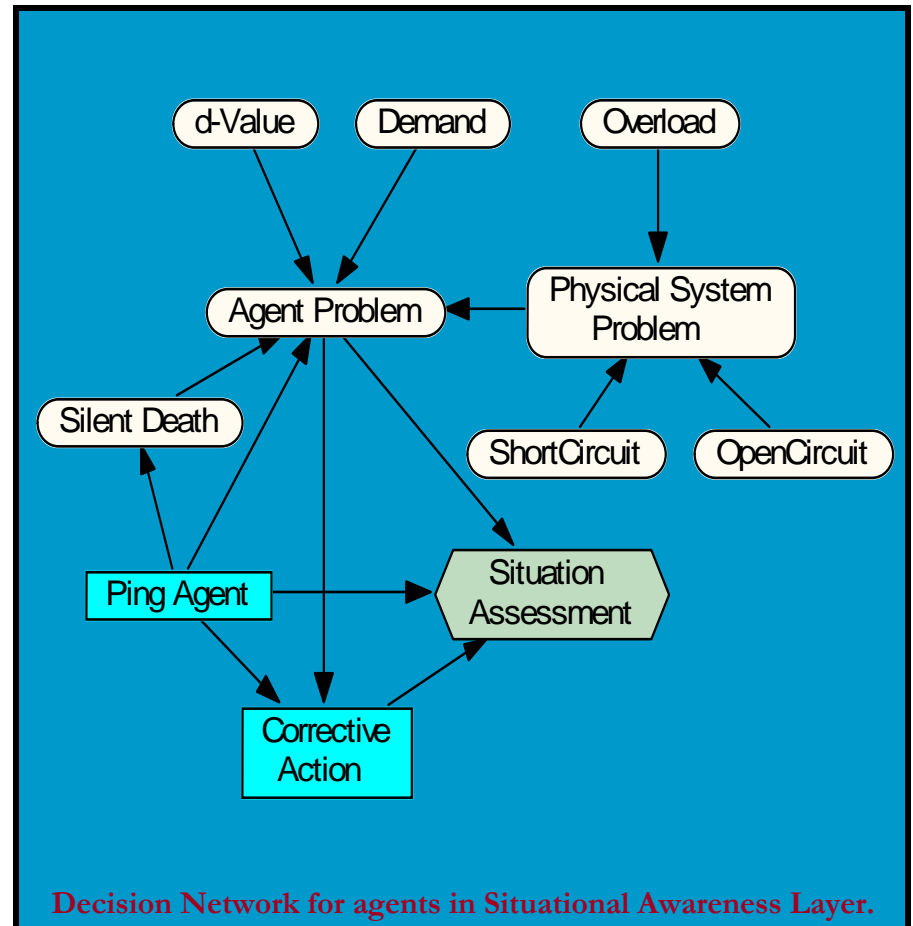 d-Value
Demand
Overload
Physical System
Problem
Agent Problem
Silent Death
ShortCircuit
OpenCircuit
Situation
Assessment
Ping Agent
Corrective
Action
Decision Network for agents in Situational Awareness Layer.